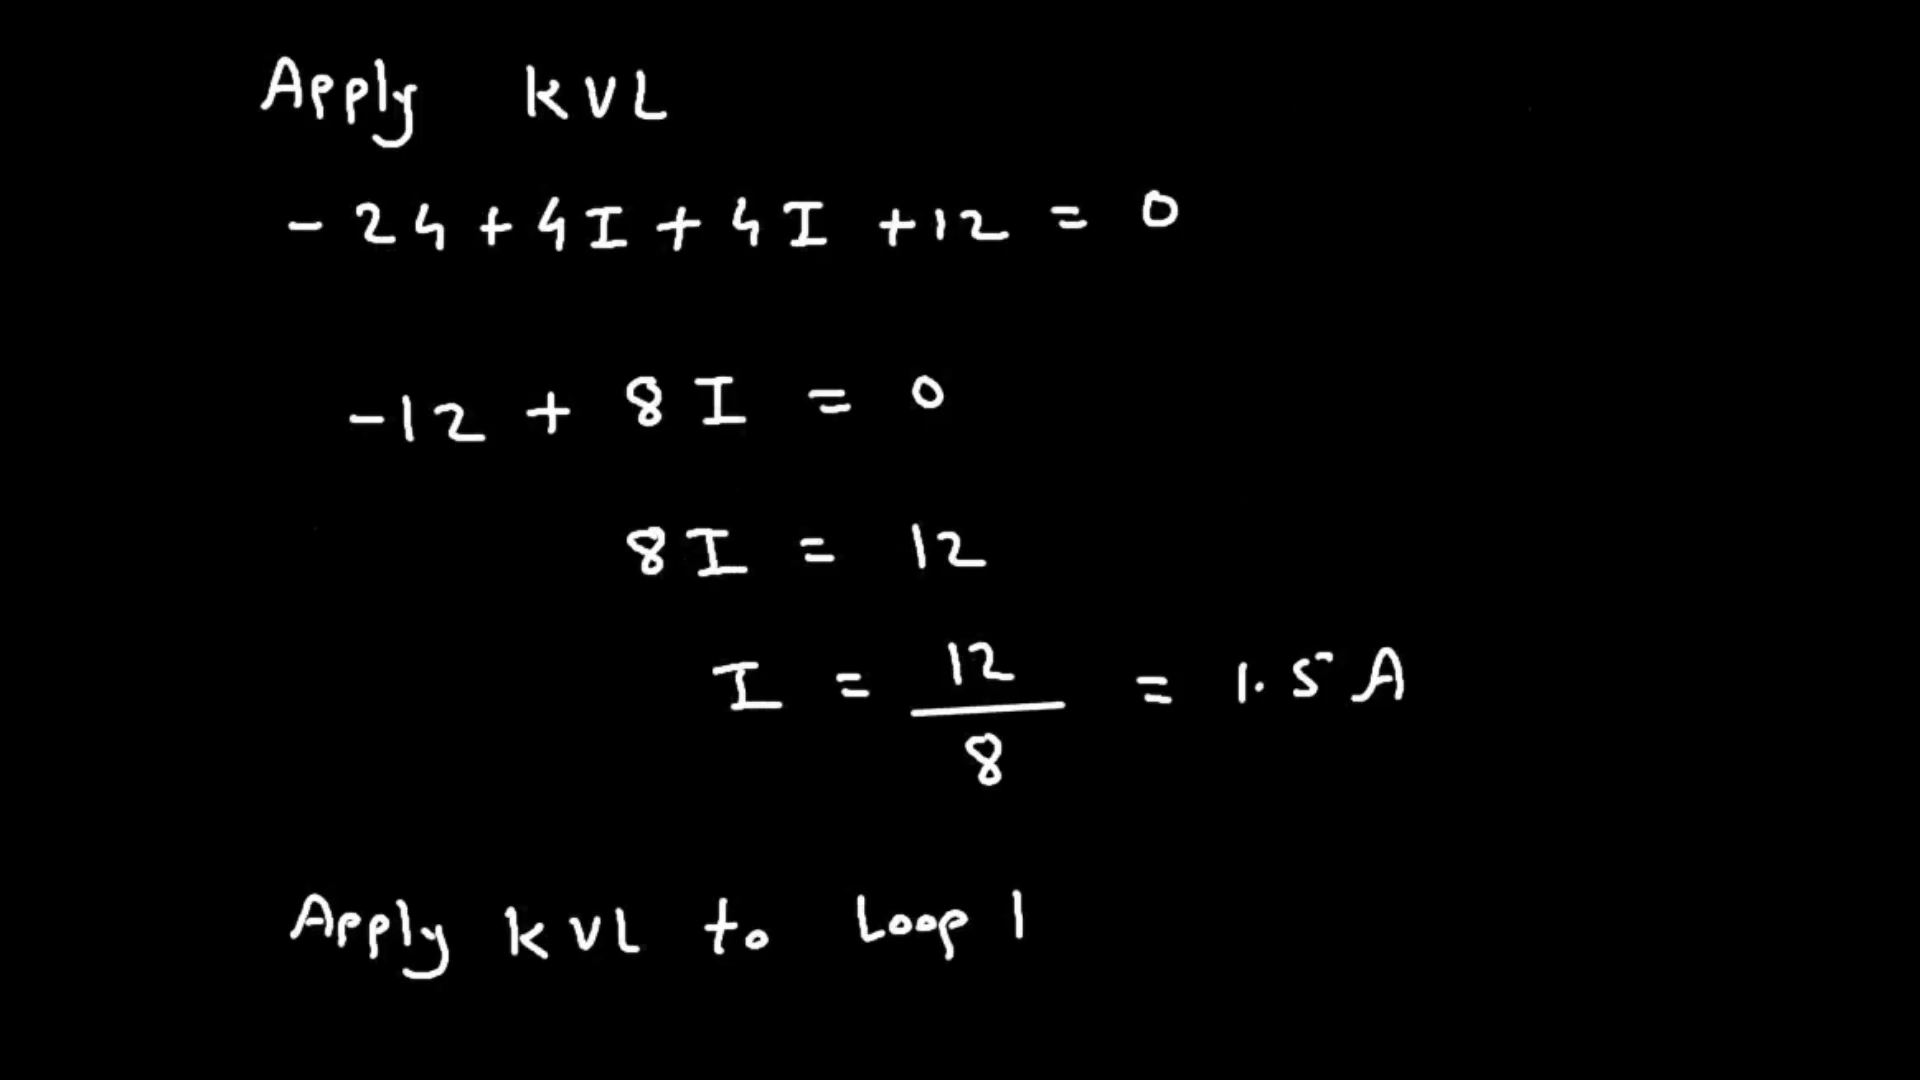 Apply KVL
- 24 + 4I + 4I + 12 = 0
-12 + 8I = 0
8I = 12
I = 12/8 = 1.5 A
Apply KVL to Loop 1